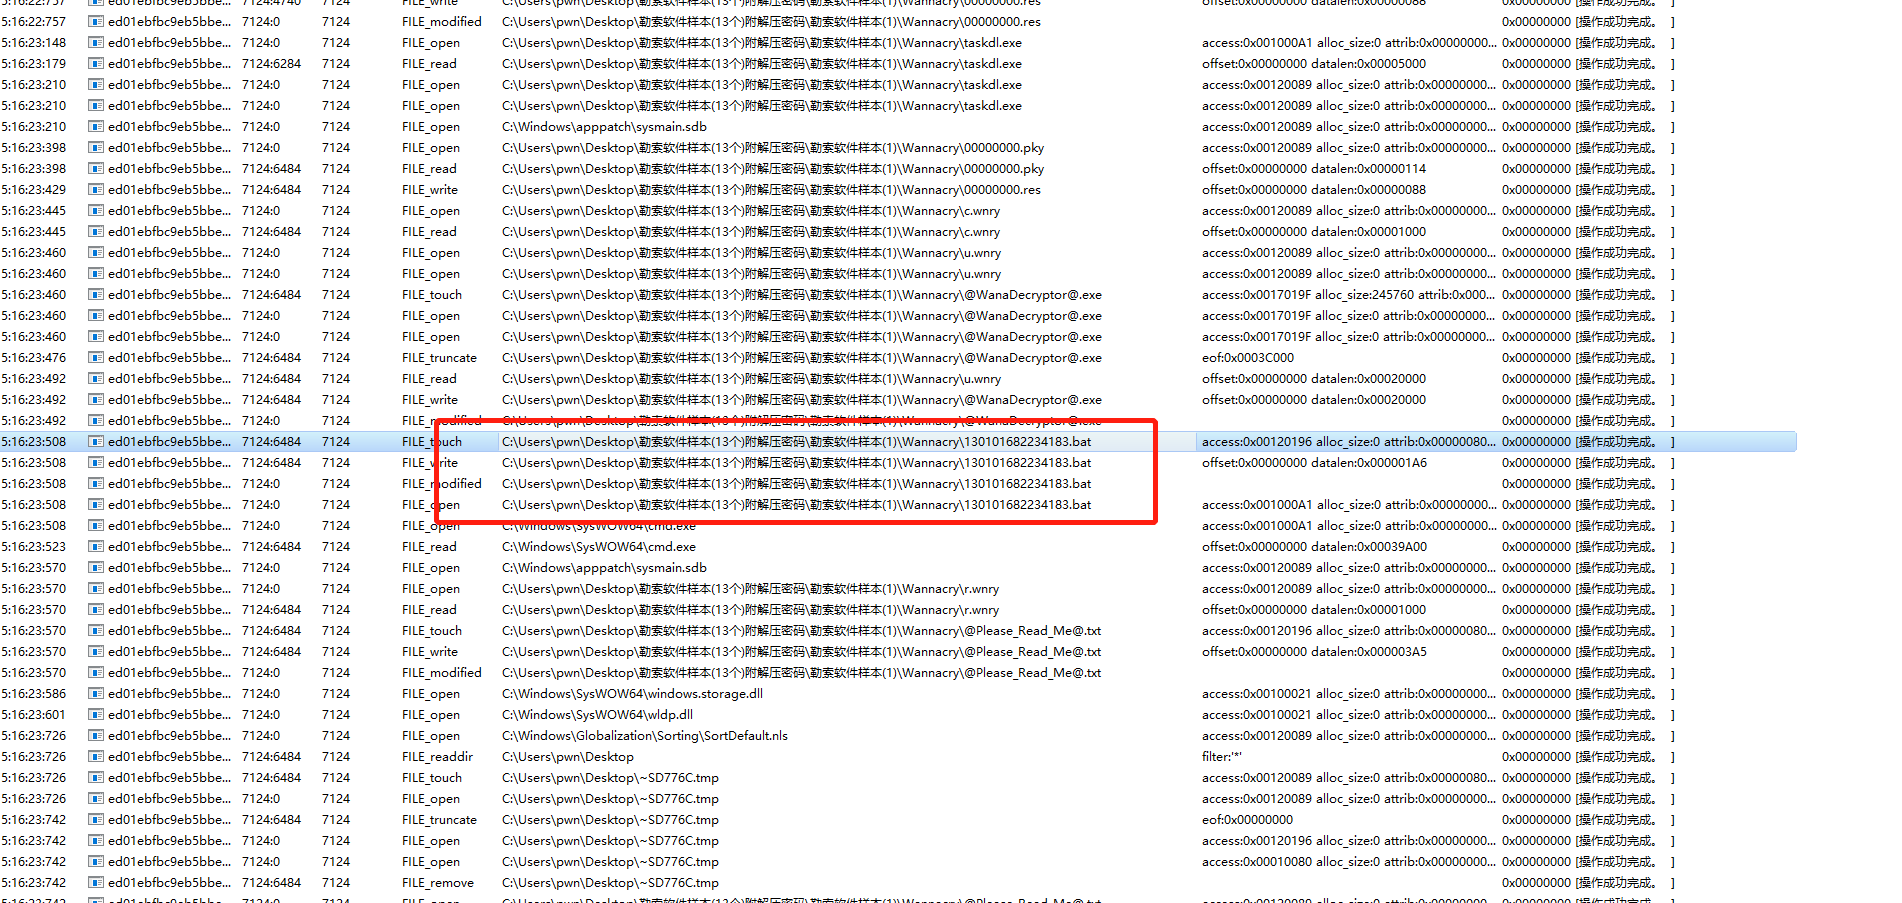 5:16:22:757 ed01ebfbc9eb5bbe... 7124:4740 7124 FILE_write C:\Users\pwn\Desktop\勒索软件样本(13个)附解压密码\勒索软件样本(1)\Wannacry\00000000.res offset:0x00000000 datalen:0x00000088 0x00000000 [操作成功完成。 ]
5:16:22:757 ed01ebfbc9eb5bbe... 7124:0 7124 FILE_modified C:\Users\pwn\Desktop\勒索软件样本(13个)附解压密码\勒索软件样本(1)\Wannacry\00000000.res 0x00000000 [操作成功完成。 ]
5:16:23:148 ed01ebfbc9eb5bbe... 7124:0 7124 FILE_open C:\Users\pwn\Desktop\勒索软件样本(13个)附解压密码\勒索软件样本(1)\Wannacry\taskdl.exe access:0x001000A1 alloc_size:0 attrib:0x00000000... 0x00000000 [操作成功完成。 ]
5:16:23:179 ed01ebfbc9eb5bbe... 7124:6284 7124 FILE_read C:\Users\pwn\Desktop\勒索软件样本(13个)附解压密码\勒索软件样本(1)\Wannacry\taskdl.exe offset:0x00000000 datalen:0x00005000 0x00000000 [操作成功完成。 ]
5:16:23:210 ed01ebfbc9eb5bbe... 7124:0 7124 FILE_open C:\Users\pwn\Desktop\勒索软件样本(13个)附解压密码\勒索软件样本(1)\Wannacry\taskdl.exe access:0x00120089 alloc_size:0 attrib:0x00000000... 0x00000000 [操作成功完成。 ]
5:16:23:210 ed01ebfbc9eb5bbe... 7124:0 7124 FILE_open C:\Users\pwn\Desktop\勒索软件样本(13个)附解压密码\勒索软件样本(1)\Wannacry\taskdl.exe access:0x00120089 alloc_size:0 attrib:0x00000000... 0x00000000 [操作成功完成。 ]
5:16:23:210 ed01ebfbc9eb5bbe... 7124:0 7124 FILE_open C:\Windows\apppatch\sysmain.sdb access:0x00120089 alloc_size:0 attrib:0x00000000... 0x00000000 [操作成功完成。 ]
5:16:23:398 ed01ebfbc9eb5bbe... 7124:0 7124 FILE_open C:\Users\pwn\Desktop\勒索软件样本(13个)附解压密码\勒索软件样本(1)\Wannacry\00000000.pky access:0x00120089 alloc_size:0 attrib:0x00000000... 0x00000000 [操作成功完成。 ]
5:16:23:398 ed01ebfbc9eb5bbe... 7124:6484 7124 FILE_read C:\Users\pwn\Desktop\勒索软件样本(13个)附解压密码\勒索软件样本(1)\Wannacry\00000000.pky offset:0x00000000 datalen:0x00000114 0x00000000 [操作成功完成。 ]
5:16:23:429 ed01ebfbc9eb5bbe... 7124:6484 7124 FILE_write C:\Users\pwn\Desktop\勒索软件样本(13个)附解压密码\勒索软件样本(1)\Wannacry\00000000.res offset:0x00000000 datalen:0x00000088 0x00000000 [操作成功完成。 ]
5:16:23:445 ed01ebfbc9eb5bbe... 7124:0 7124 FILE_open C:\Users\pwn\Desktop\勒索软件样本(13个)附解压密码\勒索软件样本(1)\Wannacry\c.wnry access:0x00120089 alloc_size:0 attrib:0x00000000... 0x00000000 [操作成功完成。 ]
5:16:23:445 ed01ebfbc9eb5bbe... 7124:6484 7124 FILE_read C:\Users\pwn\Desktop\勒索软件样本(13个)附解压密码\勒索软件样本(1)\Wannacry\c.wnry offset:0x00000000 datalen:0x00001000 0x00000000 [操作成功完成。 ]
5:16:23:460 ed01ebfbc9eb5bbe... 7124:0 7124 FILE_open C:\Users\pwn\Desktop\勒索软件样本(13个)附解压密码\勒索软件样本(1)\Wannacry\u.wnry access:0x00120089 alloc_size:0 attrib:0x00000000... 0x00000000 [操作成功完成。 ]
5:16:23:460 ed01ebfbc9eb5bbe... 7124:0 7124 FILE_open C:\Users\pwn\Desktop\勒索软件样本(13个)附解压密码\勒索软件样本(1)\Wannacry\u.wnry access:0x00120089 alloc_size:0 attrib:0x00000000... 0x00000000 [操作成功完成。 ]
5:16:23:460 ed01ebfbc9eb5bbe... 7124:6484 7124 FILE_touch C:\Users\pwn\Desktop\勒索软件样本(13个)附解压密码\勒索软件样本(1)\Wannacry\@WanaDecryptor@.exe access:0x0017019F alloc_size:245760 attrib:0x000... 0x00000000 [操作成功完成。 ]
5:16:23:460 ed01ebfbc9eb5bbe... 7124:0 7124 FILE_open C:\Users\pwn\Desktop\勒索软件样本(13个)附解压密码\勒索软件样本(1)\Wannacry\@WanaDecryptor@.exe access:0x0017019F alloc_size:0 attrib:0x00000000... 0x00000000 [操作成功完成。 ]
5:16:23:460 ed01ebfbc9eb5bbe... 7124:0 7124 FILE_open C:\Users\pwn\Desktop\勒索软件样本(13个)附解压密码\勒索软件样本(1)\Wannacry\@WanaDecryptor@.exe access:0x0017019F alloc_size:0 attrib:0x00000000... 0x00000000 [操作成功完成。 ]
5:16:23:476 ed01ebfbc9eb5bbe... 7124:6484 7124 FILE_truncate C:\Users\pwn\Desktop\勒索软件样本(13个)附解压密码\勒索软件样本(1)\Wannacry\@WanaDecryptor@.exe eof:0x0003C000 0x00000000 [操作成功完成。 ]
5:16:23:492 ed01ebfbc9eb5bbe... 7124:6484 7124 FILE_read C:\Users\pwn\Desktop\勒索软件样本(13个)附解压密码\勒索软件样本(1)\Wannacry\u.wnry offset:0x00000000 datalen:0x00020000 0x00000000 [操作成功完成。 ]
5:16:23:492 ed01ebfbc9eb5bbe... 7124:6484 7124 FILE_write C:\Users\pwn\Desktop\勒索软件样本(13个)附解压密码\勒索软件样本(1)\Wannacry\@WanaDecryptor@.exe offset:0x00000000 datalen:0x00020000 0x00000000 [操作成功完成。 ]
5:16:23:492 ed01ebfbc9eb5bbe... 7124:0 7124 FILE_modified C:\Users\pwn\Desktop\勒索软件样本(13个)附解压密码\勒索软件样本(1)\Wannacry\@WanaDecryptor@.exe 0x00000000 [操作成功完成。 ]
5:16:23:508 ed01ebfbc9eb5bbe... 7124:6484 7124 FILE_touch C:\Users\pwn\Desktop\勒索软件样本(13个)附解压密码\勒索软件样本(1)\Wannacry\130101682234183.bat access:0x00120196 alloc_size:0 attrib:0x00000080... 0x00000000 [操作成功完成。 ]
5:16:23:508 ed01ebfbc9eb5bbe... 7124:6484 7124 FILE_write C:\Users\pwn\Desktop\勒索软件样本(13个)附解压密码\勒索软件样本(1)\Wannacry\130101682234183.bat offset:0x00000000 datalen:0x000001A6 0x00000000 [操作成功完成。 ]
5:16:23:508 ed01ebfbc9eb5bbe... 7124:0 7124 FILE_modified C:\Users\pwn\Desktop\勒索软件样本(13个)附解压密码\勒索软件样本(1)\Wannacry\130101682234183.bat 0x00000000 [操作成功完成。 ]
5:16:23:508 ed01ebfbc9eb5bbe... 7124:0 7124 FILE_open C:\Users\pwn\Desktop\勒索软件样本(13个)附解压密码\勒索软件样本(1)\Wannacry\130101682234183.bat access:0x001000A1 alloc_size:0 attrib:0x00000000... 0x00000000 [操作成功完成。 ]
5:16:23:508 ed01ebfbc9eb5bbe... 7124:0 7124 FILE_open C:\Windows\SysWOW64\cmd.exe access:0x001000A1 alloc_size:0 attrib:0x00000000... 0x00000000 [操作成功完成。 ]
5:16:23:523 ed01ebfbc9eb5bbe... 7124:6484 7124 FILE_read C:\Windows\SysWOW64\cmd.exe offset:0x00000000 datalen:0x00039A00 0x00000000 [操作成功完成。 ]
5:16:23:570 ed01ebfbc9eb5bbe... 7124:0 7124 FILE_open C:\Windows\apppatch\sysmain.sdb access:0x00120089 alloc_size:0 attrib:0x00000000... 0x00000000 [操作成功完成。 ]
5:16:23:570 ed01ebfbc9eb5bbe... 7124:0 7124 FILE_open C:\Users\pwn\Desktop\勒索软件样本(13个)附解压密码\勒索软件样本(1)\Wannacry\r.wnry access:0x00120089 alloc_size:0 attrib:0x00000000... 0x00000000 [操作成功完成。 ]
5:16:23:570 ed01ebfbc9eb5bbe... 7124:6484 7124 FILE_read C:\Users\pwn\Desktop\勒索软件样本(13个)附解压密码\勒索软件样本(1)\Wannacry\r.wnry offset:0x00000000 datalen:0x00001000 0x00000000 [操作成功完成。 ]
5:16:23:570 ed01ebfbc9eb5bbe... 7124:6484 7124 FILE_touch C:\Users\pwn\Desktop\勒索软件样本(13个)附解压密码\勒索软件样本(1)\Wannacry\@Please_Read_Me@.txt access:0x00120196 alloc_size:0 attrib:0x00000080... 0x00000000 [操作成功完成。 ]
5:16:23:570 ed01ebfbc9eb5bbe... 7124:6484 7124 FILE_write C:\Users\pwn\Desktop\勒索软件样本(13个)附解压密码\勒索软件样本(1)\Wannacry\@Please_Read_Me@.txt offset:0x00000000 datalen:0x000003A5 0x00000000 [操作成功完成。 ]
5:16:23:570 ed01ebfbc9eb5bbe... 7124:0 7124 FILE_modified C:\Users\pwn\Desktop\勒索软件样本(13个)附解压密码\勒索软件样本(1)\Wannacry\@Please_Read_Me@.txt 0x00000000 [操作成功完成。 ]
5:16:23:586 ed01ebfbc9eb5bbe... 7124:0 7124 FILE_open C:\Windows\SysWOW64\windows.storage.dll access:0x00100021 alloc_size:0 attrib:0x00000000... 0x00000000 [操作成功完成。 ]
5:16:23:601 ed01ebfbc9eb5bbe... 7124:0 7124 FILE_open C:\Windows\SysWOW64\wldp.dll access:0x00100021 alloc_size:0 attrib:0x00000000... 0x00000000 [操作成功完成。 ]
5:16:23:726 ed01ebfbc9eb5bbe... 7124:0 7124 FILE_open C:\Windows\Globalization\Sorting\SortDefault.nls access:0x00120089 alloc_size:0 attrib:0x00000000... 0x00000000 [操作成功完成。 ]
5:16:23:726 ed01ebfbc9eb5bbe... 7124:6484 7124 FILE_readdir C:\Users\pwn\Desktop filter:'*' 0x00000000 [操作成功完成。 ]
5:16:23:726 ed01ebfbc9eb5bbe... 7124:6484 7124 FILE_touch C:\Users\pwn\Desktop\~SD776C.tmp access:0x00120089 alloc_size:0 attrib:0x00000080... 0x00000000 [操作成功完成。 ]
5:16:23:726 ed01ebfbc9eb5bbe... 7124:0 7124 FILE_open C:\Users\pwn\Desktop\~SD776C.tmp access:0x00120089 alloc_size:0 attrib:0x00000000... 0x00000000 [操作成功完成。 ]
5:16:23:742 ed01ebfbc9eb5bbe... 7124:6484 7124 FILE_truncate C:\Users\pwn\Desktop\~SD776C.tmp eof:0x00000000 0x00000000 [操作成功完成。 ]
5:16:23:742 ed01ebfbc9eb5bbe... 7124:0 7124 FILE_open C:\Users\pwn\Desktop\~SD776C.tmp access:0x00120196 alloc_size:0 attrib:0x00000000... 0x00000000 [操作成功完成。 ]
5:16:23:742 ed01ebfbc9eb5bbe... 7124:0 7124 FILE_open C:\Users\pwn\Desktop\~SD776C.tmp access:0x00010080 alloc_size:0 attrib:0x00000000... 0x00000000 [操作成功完成。 ]
5:16:23:742 ed01ebfbc9eb5bbe... 7124:6484 7124 FILE_remove C:\Users\pwn\Desktop\~SD776C.tmp 0x00000000 [操作成功完成。 ]